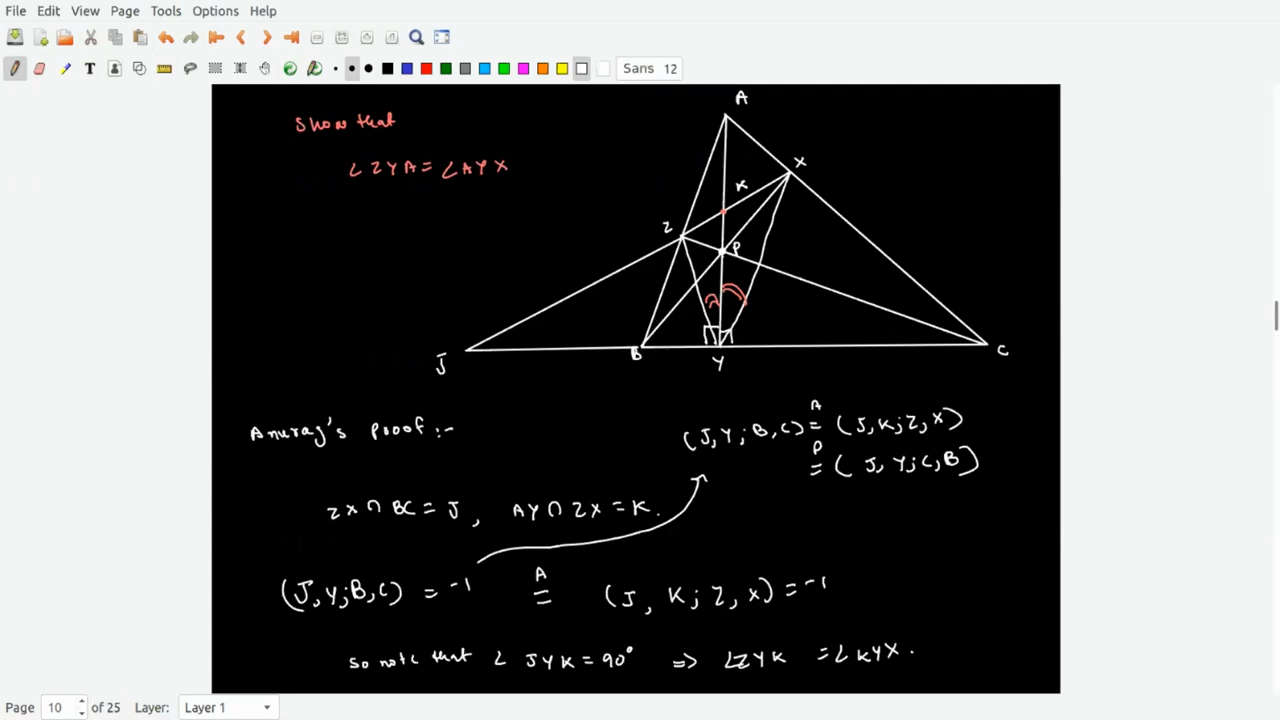 File Edit View Page Tools Options Help
Sans 12
Show that
∠ZYA = ∠AYX
A
X
K
Z
P
J
B
Y
C
Anurag's proof :-
(J,Y;B,C) A= (J,K;Z,X)
P= (J,Y;C,B)
ZX ∩ BC = J, AY ∩ ZX = K.
(J,Y;B,C) = -1 A= (J,K;Z,X) = -1
So note that ∠JYK = 90° ⇒ ∠ZYK = ∠KYX.
Page 10 of 25 Layer: Layer 1